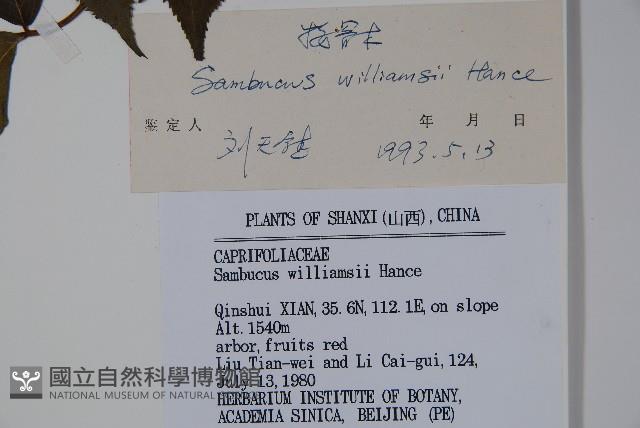 接骨木
Sambucus williamsii Hance
鉴定人 年 月 日
刘天 1993.5.13
PLANTS OF SHANXI (山西), CHINA
CAPRIFOLIACEAE
Sambucus williamsii Hance
Qinshui XIAN, 35.6N, 112.1E, on slope
Alt. 1540m
arbor, fruits red
Liu Tian-wei and Li Cai-gui, 124,
July 13, 1980
HERBARIUM INSTITUTE OF BOTANY,
ACADEMIA SINICA, BEIJING (PE)
國立自然科學博物館
NATIONAL MUSEUM OF NATURAL